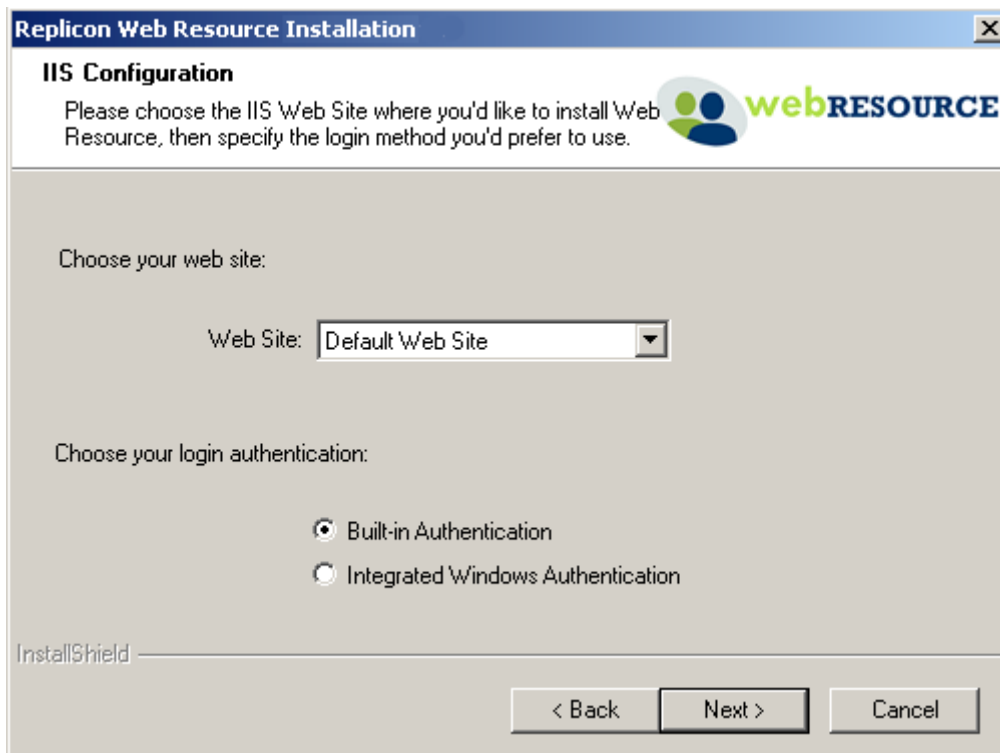 Replicon Web Resource Installation
IIS Configuration
Please choose the IIS Web Site where you'd like to install Web
Resource, then specify the login method you'd prefer to use.
webRESOURCE
Choose your web site:
Web Site: Default Web Site
Choose your login authentication:
Built-in Authentication
Integrated Windows Authentication
InstallShield
< Back Next > Cancel